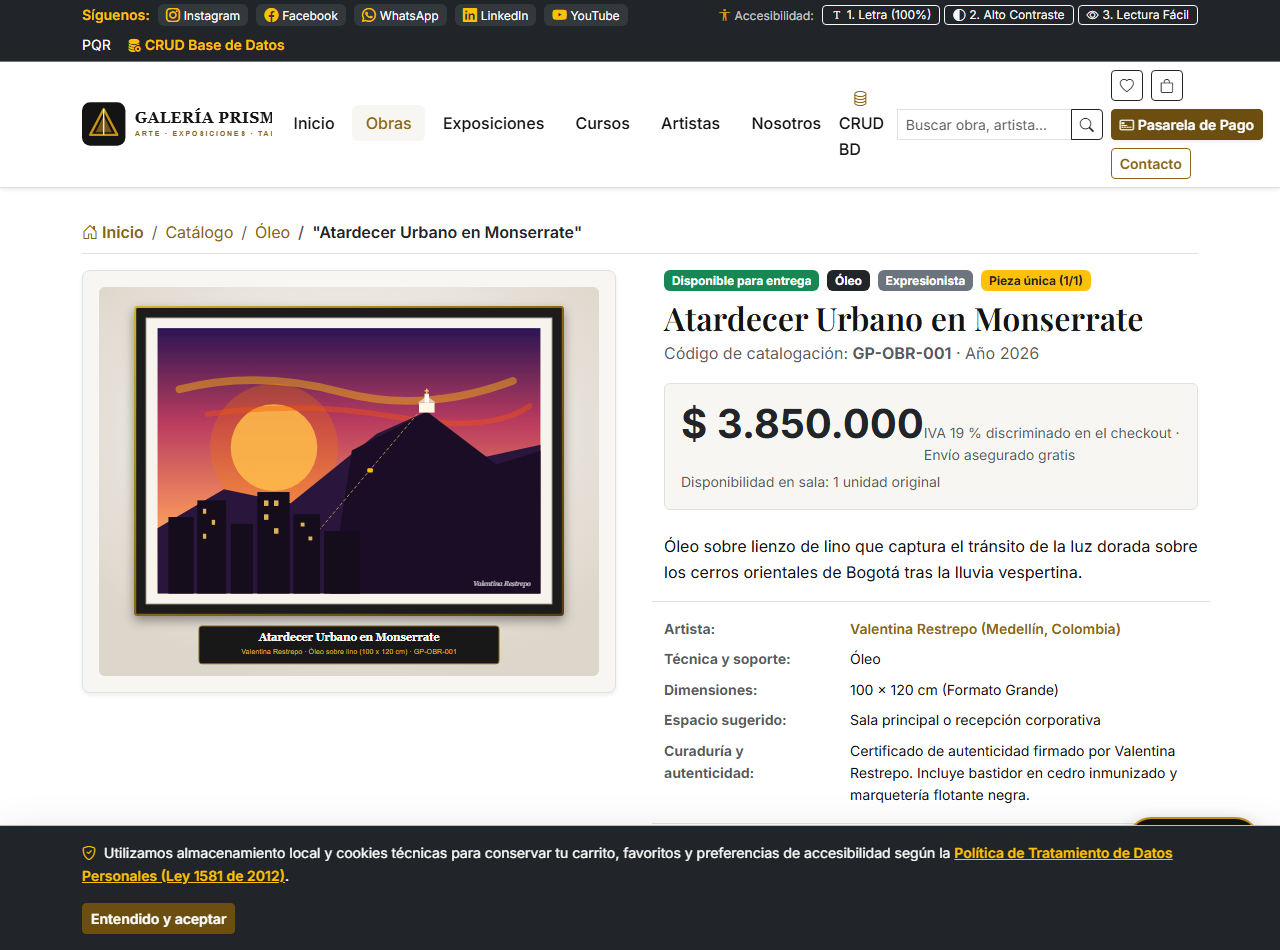 Síguenos: Instagram Facebook WhatsApp LinkedIn YouTube Accesibilidad: 1. Letra (100%) 2. Alto Contraste 3. Lectura Fácil
PQR CRUD Base de Datos
GALERÍA PRISM
ARTE · EXPOSICIONES · TAL
Inicio Obras Exposiciones Cursos Artistas Nosotros CRUD BD
Buscar obra, artista...
Pasarela de Pago
Contacto
Inicio / Catálogo / Óleo / "Atardecer Urbano en Monserrate"
Valentina Restrepo
Atardecer Urbano en Monserrate
Valentina Restrepo · Óleo sobre lino (100 x 120 cm) · GP-OBR-001
Disponible para entrega Óleo Expresionista Pieza única (1/1)
Atardecer Urbano en Monserrate
Código de catalogación: GP-OBR-001 · Año 2026
$ 3.850.000 IVA 19 % discriminado en el checkout ·
Envío asegurado gratis
Disponibilidad en sala: 1 unidad original
Óleo sobre lienzo de lino que captura el tránsito de la luz dorada sobre
los cerros orientales de Bogotá tras la lluvia vespertina.
Artista: Valentina Restrepo (Medellín, Colombia)
Técnica y soporte: Óleo
Dimensiones: 100 × 120 cm (Formato Grande)
Espacio sugerido: Sala principal o recepción corporativa
Curaduría y autenticidad: Certificado de autenticidad firmado por Valentina
Restrepo. Incluye bastidor en cedro inmunizado y
marquetería flotante negra.
Utilizamos almacenamiento local y cookies técnicas para conservar tu carrito, favoritos y preferencias de accesibilidad según la Política de Tratamiento de Datos
Personales (Ley 1581 de 2012).
Entendido y aceptar